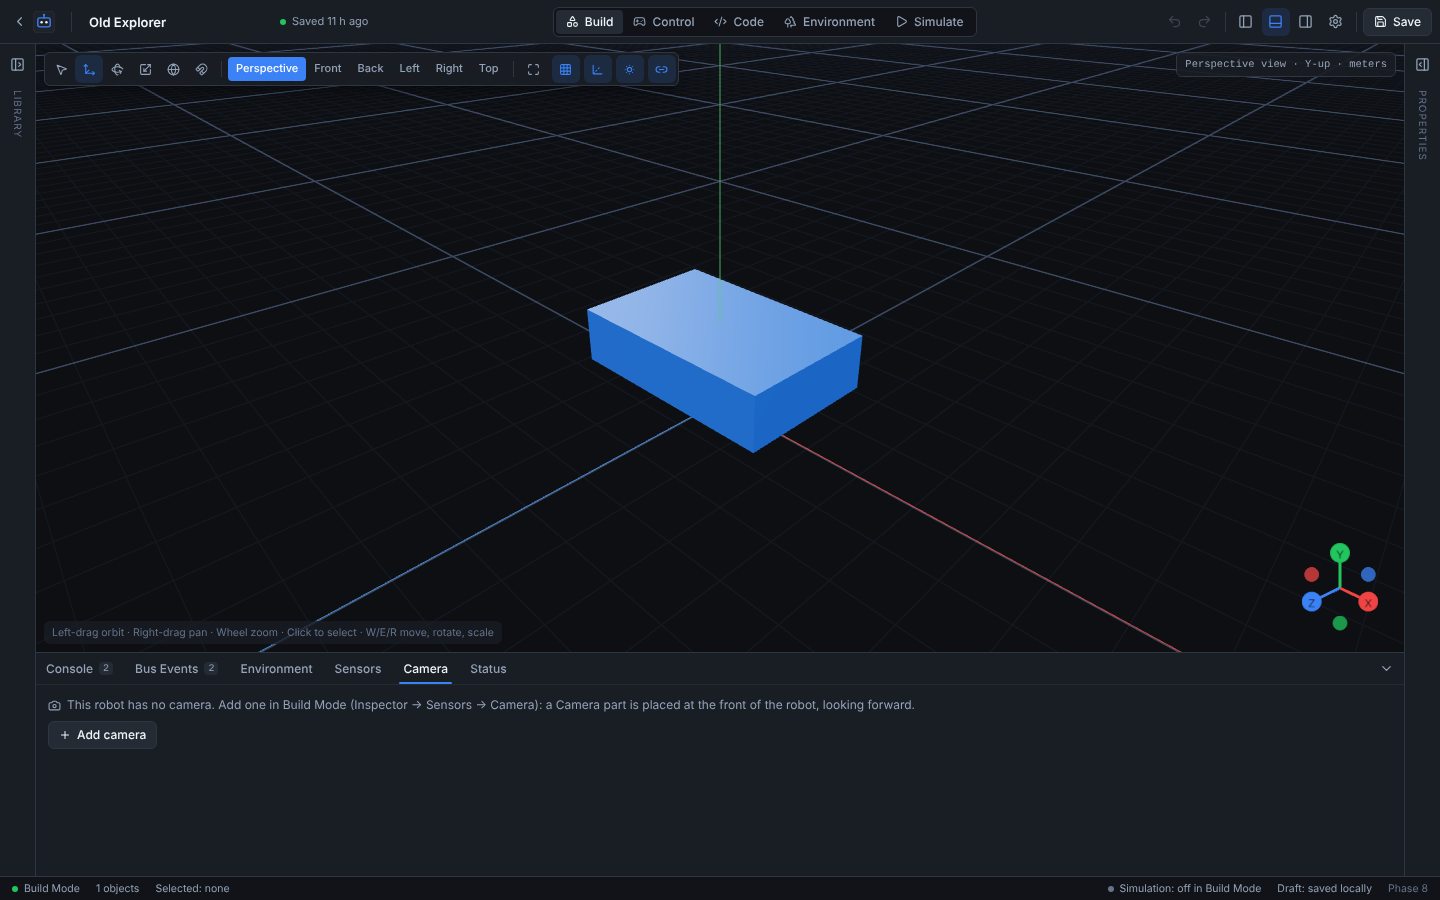 Old Explorer
Saved 11 h ago
Build
Control
Code
Environment
Simulate
Save
LIBRARY
Perspective
Front
Back
Left
Right
Top
Perspective view · Y-up · meters
PROPERTIES
Y
Z
X
Left-drag orbit · Right-drag pan · Wheel zoom · Click to select · W/E/R move, rotate, scale
Console 2
Bus Events 2
Environment
Sensors
Camera
Status
This robot has no camera. Add one in Build Mode (Inspector → Sensors → Camera): a Camera part is placed at the front of the robot, looking forward.
+ Add camera
Build Mode
1 objects
Selected: none
Simulation: off in Build Mode
Draft: saved locally
Phase 8